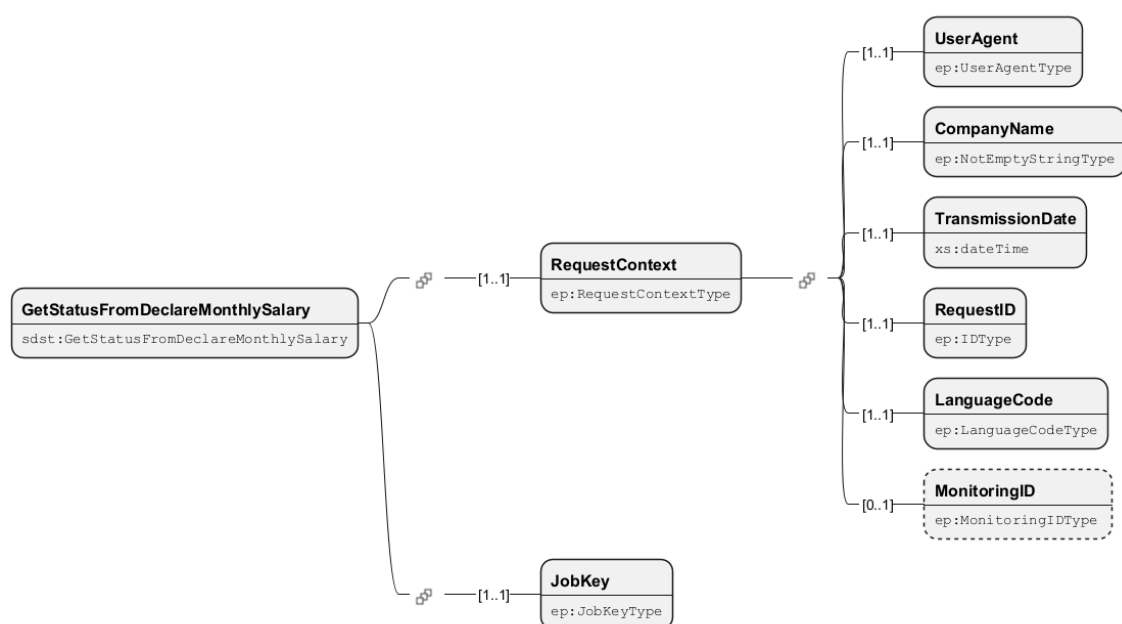 GetStatusFromDeclareMonthlySalary
sdst:GetStatusFromDeclareMonthlySalary
[1..1]
RequestContext
ep:RequestContextType
[1..1]
UserAgent
ep:UserAgentType
[1..1]
CompanyName
ep:NotEmptyStringType
[1..1]
TransmissionDate
xs:dateTime
[1..1]
RequestID
ep:IDType
[1..1]
LanguageCode
ep:LanguageCodeType
[0..1]
MonitoringID
ep:MonitoringIDType
[1..1]
JobKey
ep:JobKeyType